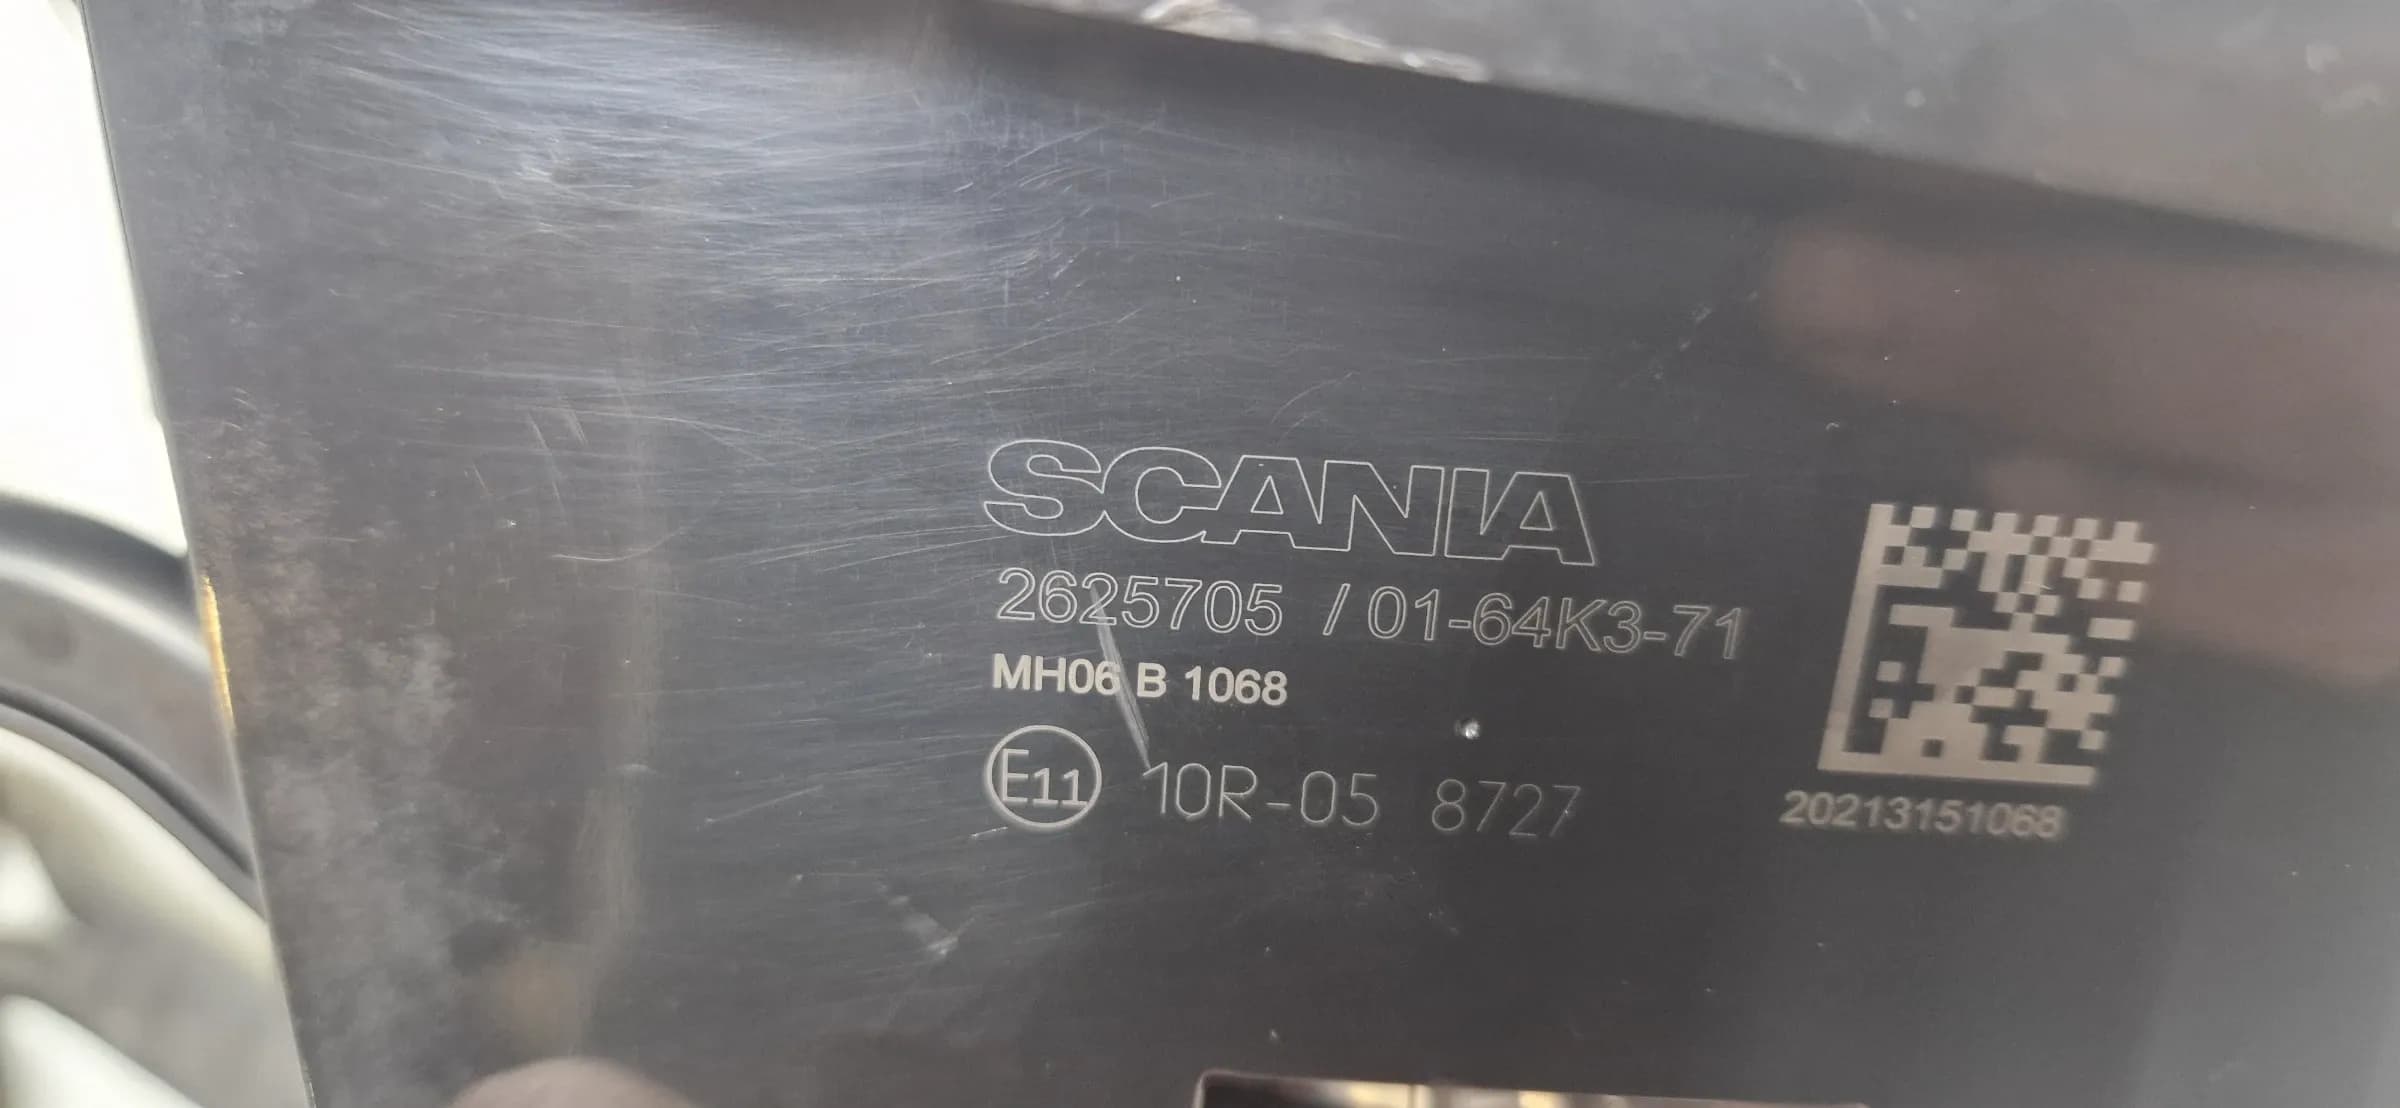 SCANIA
2625705 / 01-64K3-71
MH06 B 1068
E11 10R-05 8727
20213151068